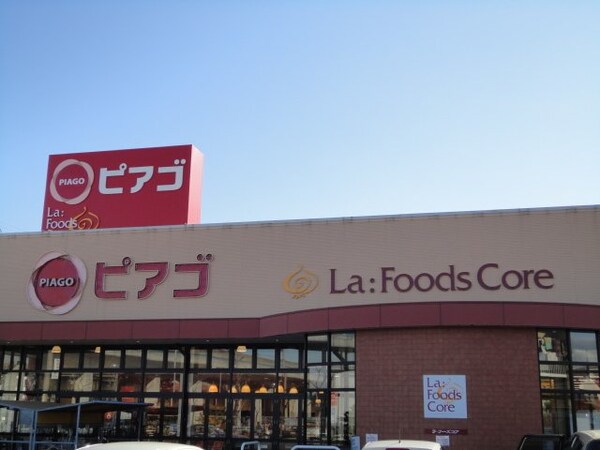 PIAGO ピアゴ
La:
Foods
PIAGO ピアゴ
La:Foods Core
La:
Foods
Core